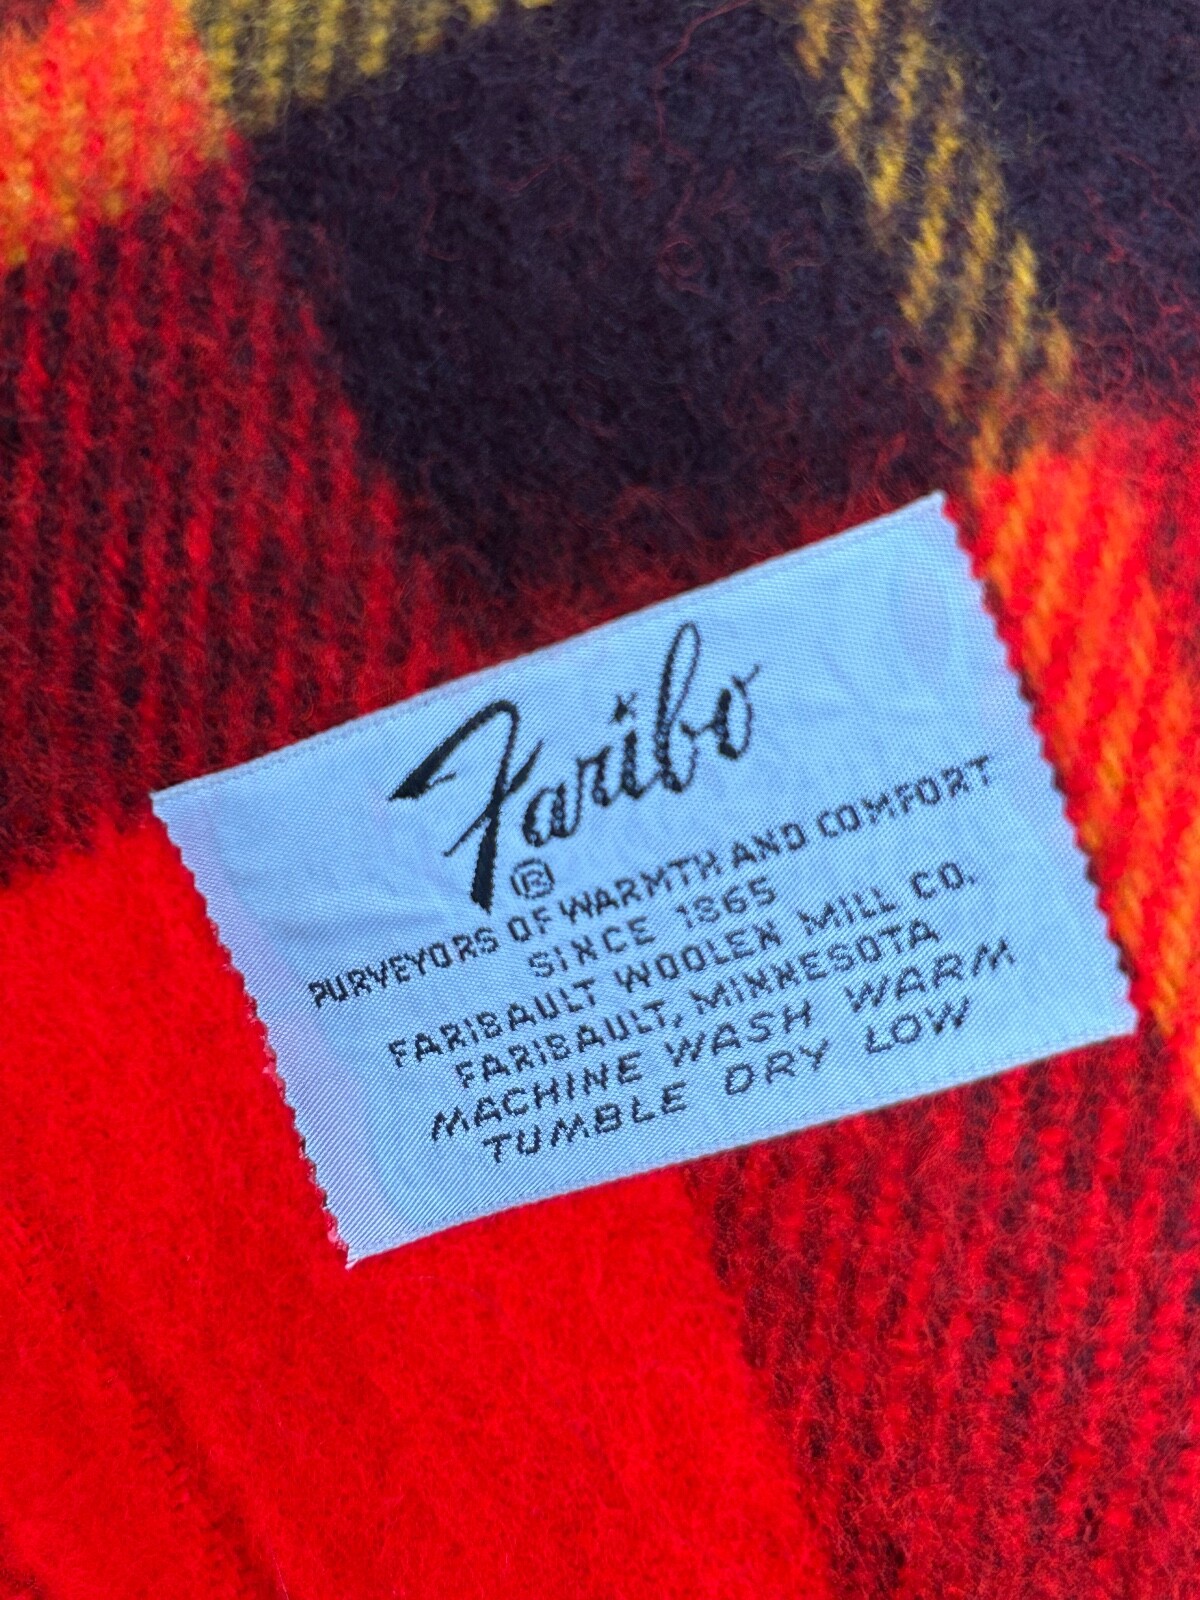 Faribo
®
PURVEYORS OF WARMTH AND COMFORT
SINCE 1865
FARIBAULT WOOLEN MILL CO.
FARIBAULT, MINNESOTA
MACHINE WASH WARM
TUMBLE DRY LOW